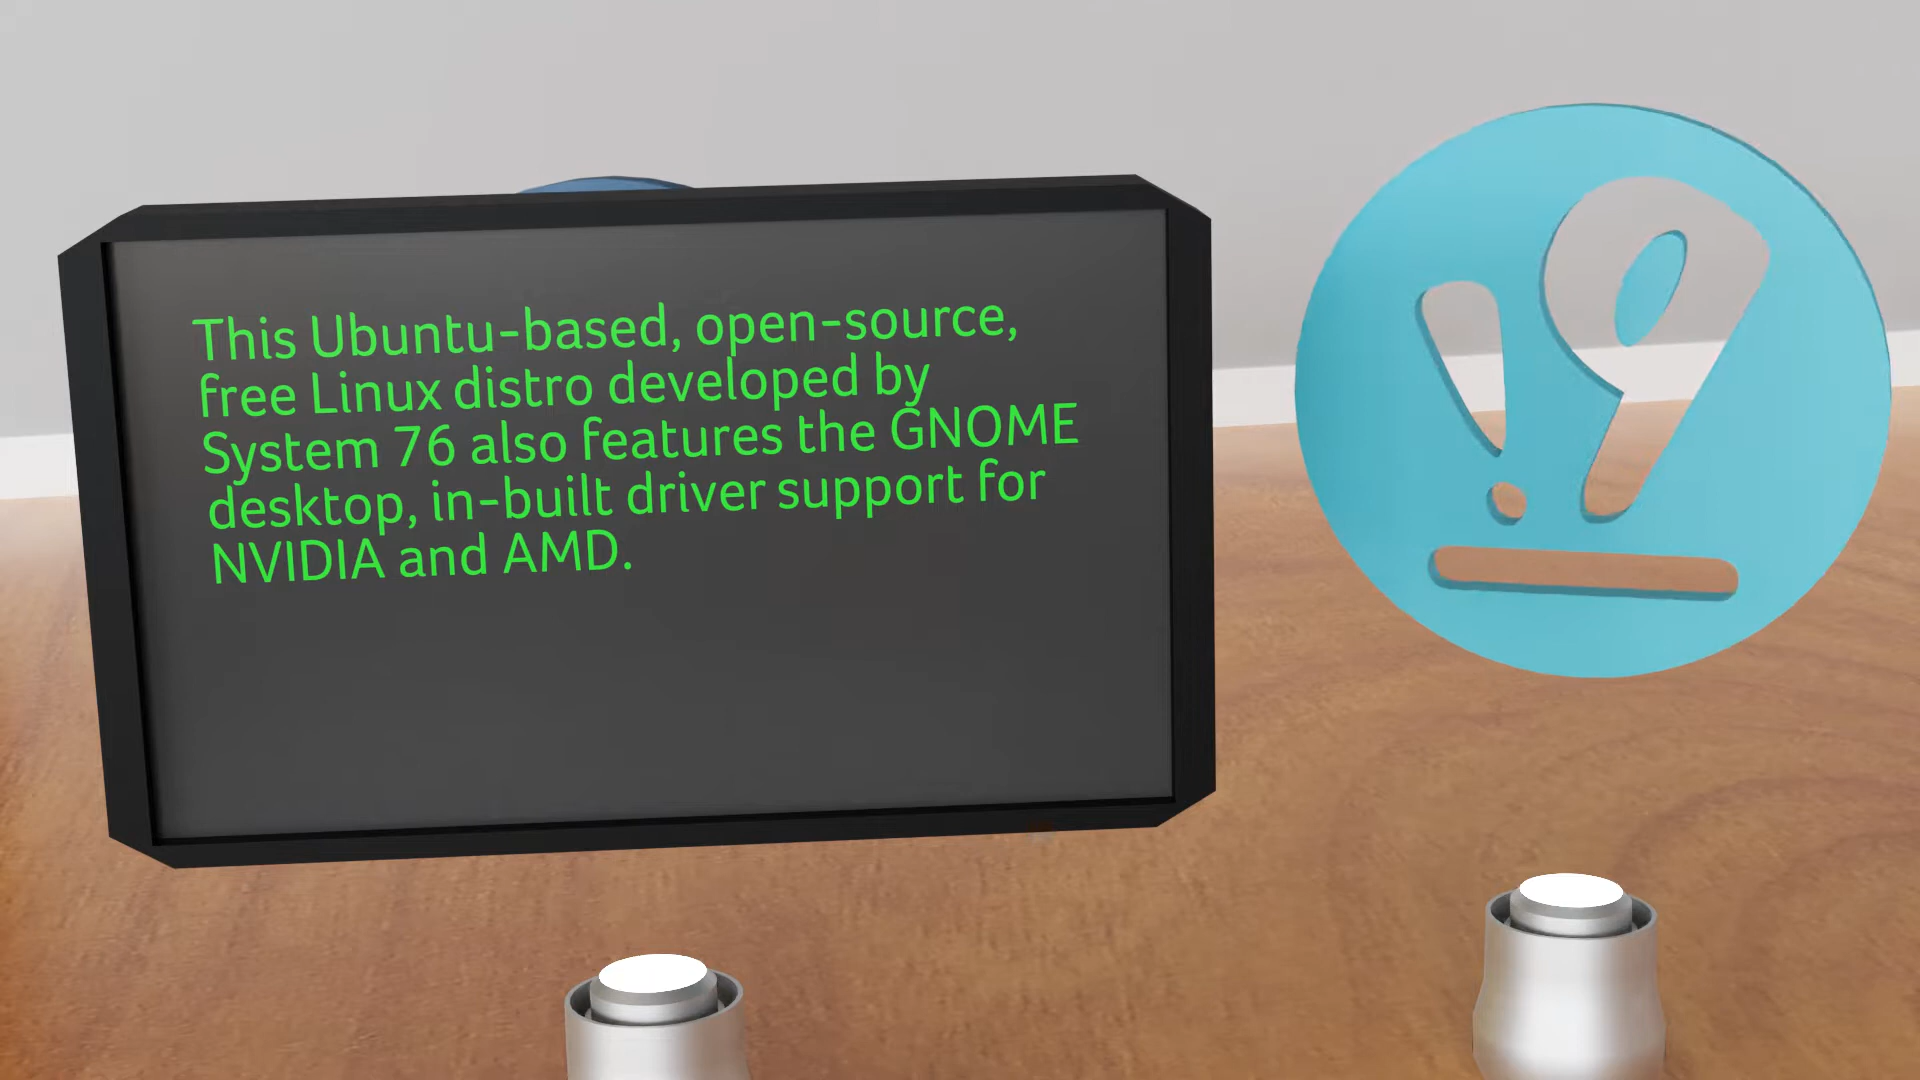 This Ubuntu-based, open-source,
free Linux distro developed by
System 76 also features the GNOME
desktop, in-built driver support for
NVIDIA and AMD.